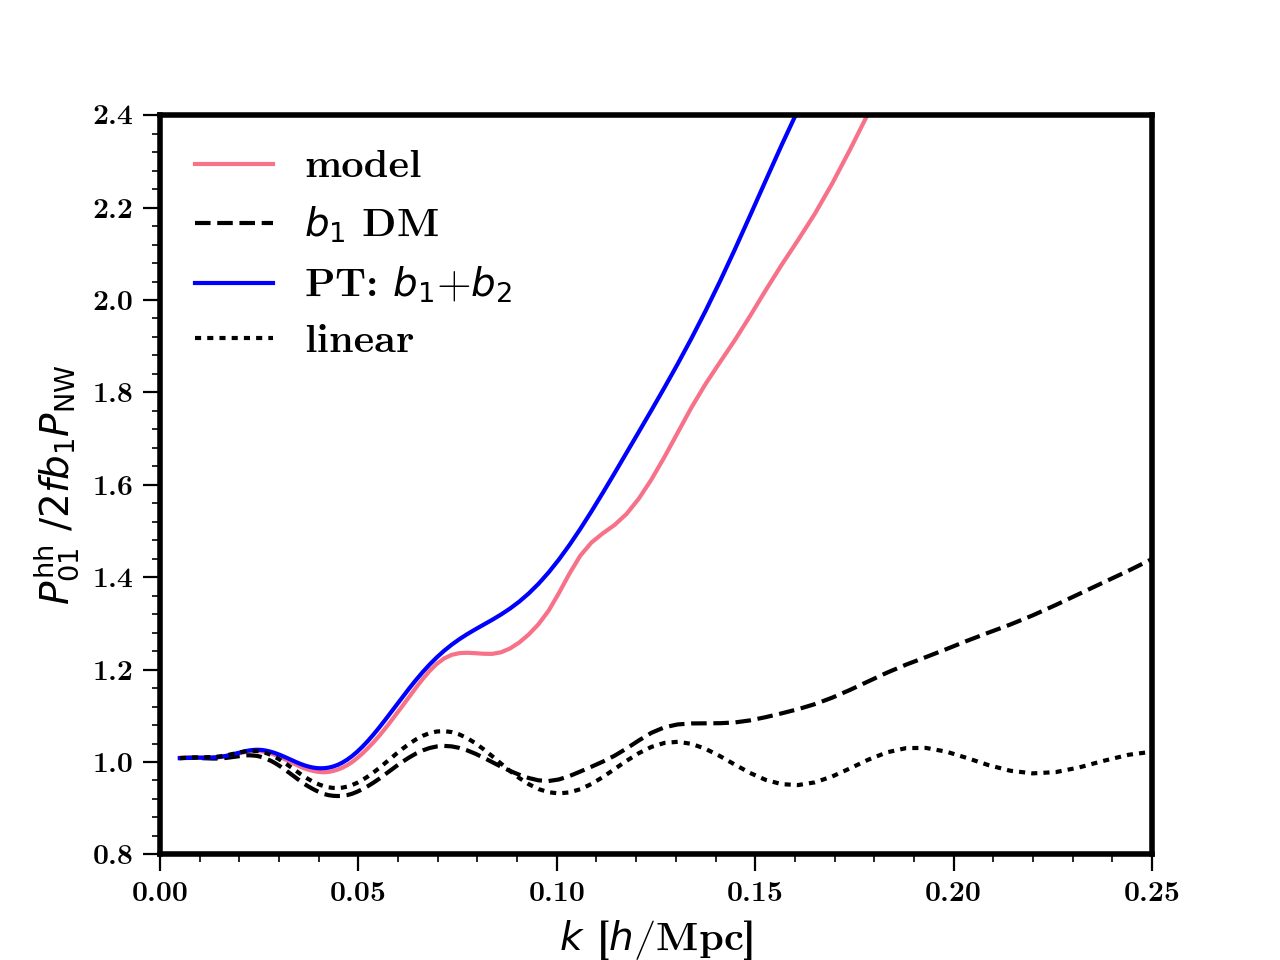 2.4
2.2
2.0
1.8
1.6
1.4
1.2
1.0
0.8
model
b₁ DM
PT: b₁+b₂
linear
P₀₁ʰʰ /2fb₁P_NW
0.00 0.05 0.10 0.15 0.20 0.25
k [h/Mpc]